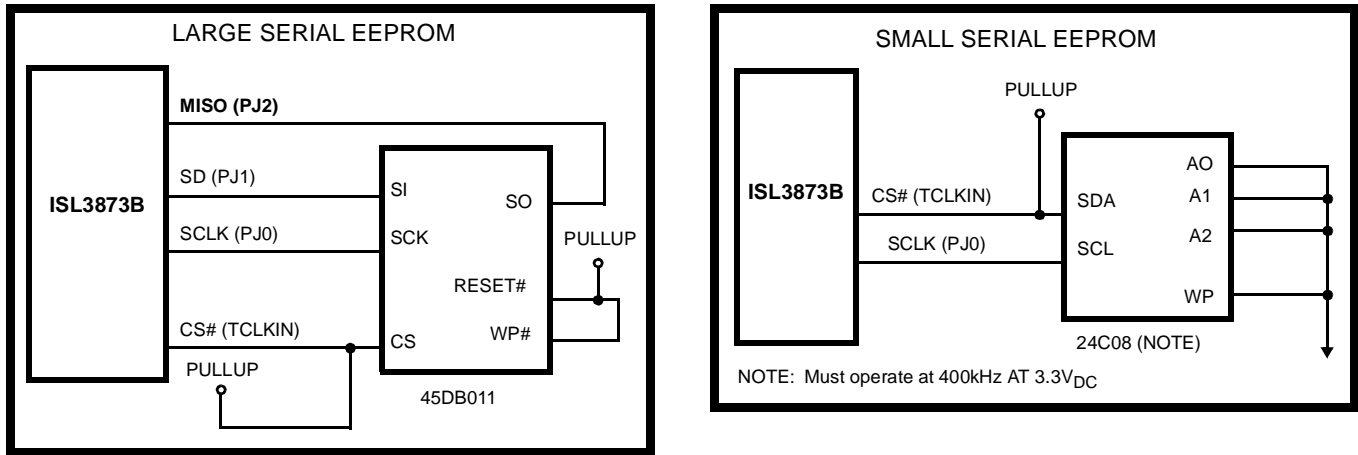 LARGE SERIAL EEPROM
MISO (PJ2)
ISL3873B
SD (PJ1)
SI
SO
SCLK (PJ0)
SCK
PULLUP
RESET#
CS# (TCLKIN)
CS
WP#
PULLUP
45DB011
SMALL SERIAL EEPROM
PULLUP
ISL3873B
CS# (TCLKIN)
SDA
AO
A1
SCLK (PJ0)
SCL
A2
WP
24C08 (NOTE)
NOTE: Must operate at 400kHz AT 3.3VDC